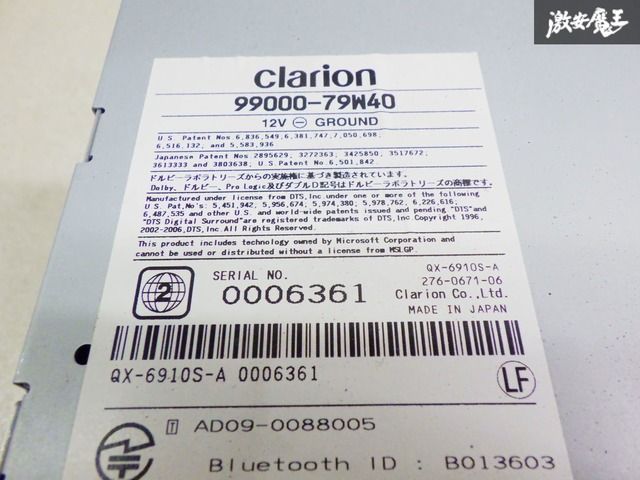 激安魔王
clarion
99000-79W40
12V ⊖ GROUND
U.S. Patent Nos 6,836,549;6,381,747;7,050,698;
6,516,132; and 5,583,936
Japanese Patent Nos 2895629; 3272363; 3425850; 3517672;
3613333 and 3803638; U.S.Patent No 6,501,842
ドルビーラボラトリーズからの実施権に基づき製造されています.
Dolby、ドルビー、Pro Logic及びダブルD記号はドルビーラボラトリーズの商標です.
Manufactured under license from DTS,Inc under one or more of the following
U.S. Pat,No's: 5,451,942; 5,956,674; 5,974,380; 5,978,762; 6,226,616;
6,487,535 and other U.S. and world-wide patents issued and pending "DTS"and
"DTS Digital Surround"are registered trademarks of DTS,Inc Copyright 1996,
2002-2006,DTS,Inc.All Rights Reserved.
This product includes technology owned by Microsoft Corporation and
cannot be used or distributed without a license from MSLGP.
2
SERIAL NO.
0006361
QX-6910S-A
276-0671-06
Clarion Co.,Ltd.
MADE IN JAPAN
QX-6910S-A 0006361
LF
T AD09-0088005
Bluetooth ID : B013603